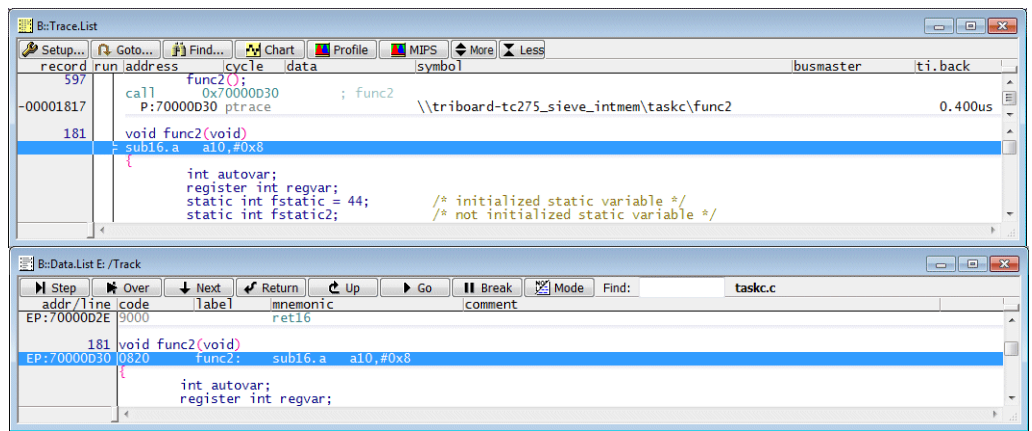 B::Trace.List
Setup... Goto... Find... Chart Profile MIPS More Less
record run address cycle data symbol busmaster ti.back
597 func2();
call 0x70000D30 ; func2
-00001817 P:70000D30 ptrace \\triboard-tc275_sieve_intmem\taskc\func2 0.400us
181 void func2(void)
sub16.a a10,#0x8
{
int autovar;
register int regvar;
static int fstatic = 44; /* initialized static variable */
static int fstatic2; /* not initialized static variable */
B::Data.List E: /Track
Step Over Next Return Up Go Break Mode Find: taskc.c
addr/line code label mnemonic comment
EP:70000D2E 9000 ret16
181 void func2(void)
EP:70000D30 0820 func2: sub16.a a10,#0x8
{
int autovar;
register int regvar;